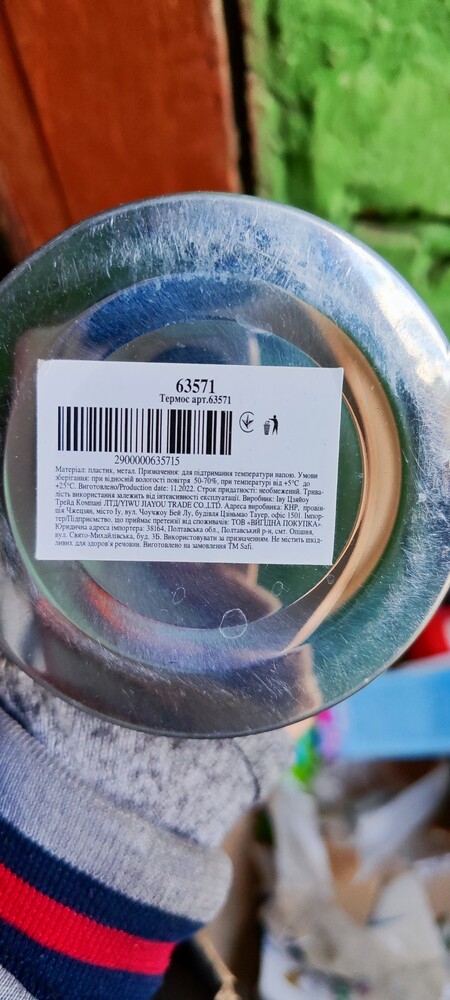 63571
Термос арт.63571
2900000635715
Матеріал: пластик, метал. Призначення: для підтримання температури напою. Умови
зберігання: при відносній вологості повітря 50-70%, при температурі від +5°С до
+25°С. Виготовлено/Production date: 11.2022. Строк придатності: необмежений. Трива-
лість використання залежить від інтенсивності експлуатації. Виробник: Іву Цзяйоу
Трейд Компані ЛТД/YIWU JIAYOU TRADE CO.,LTD. Адреса виробника: КНР, провін-
ція Чжецзян, місто Іу, вул. Чоучжоу Бей Лу, будівля Цзіньмао Тауер, офіс 1501. Імпор-
тер/Підприємство, що приймає претензії від споживачів: ТОВ «ВИГІДНА ПОКУПКА».
Юридична адреса імпортера: 38164, Полтавська обл., Полтавський р-н, смт. Опішня,
вул. Свято-Михайлівська, буд. 3Б. Використовувати за призначенням. Не містить шкід-
ливих для здоров'я речовин. Виготовлено на замовлення ТМ Safi.